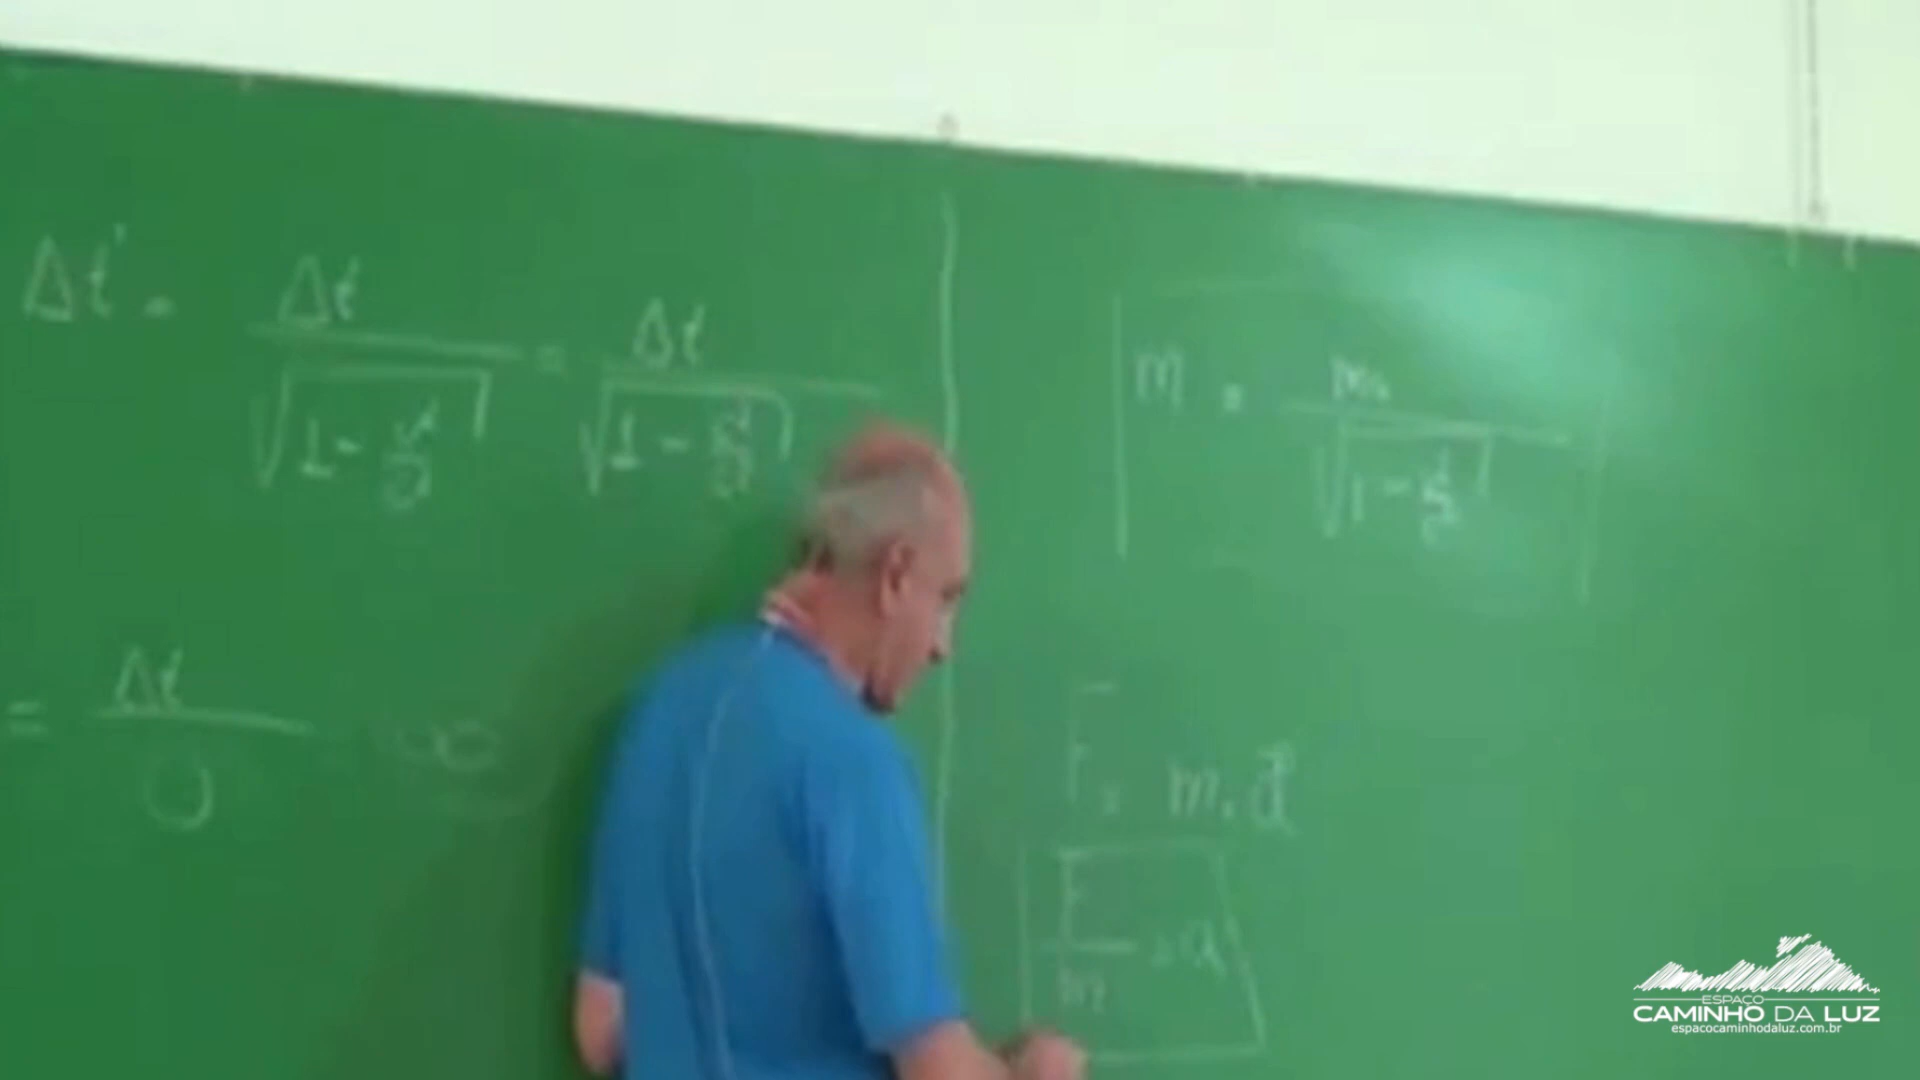 Δt' = Δt / √(1 - v²/c²) = Δt / √(1 - c²/c²)
= Δt / 0 = ∞
m = m₀ / √(1 - v²/c²)
F = m . a
F / m = a
ESPAÇO
CAMINHO DA LUZ
espacocaminhodaluz.com.br